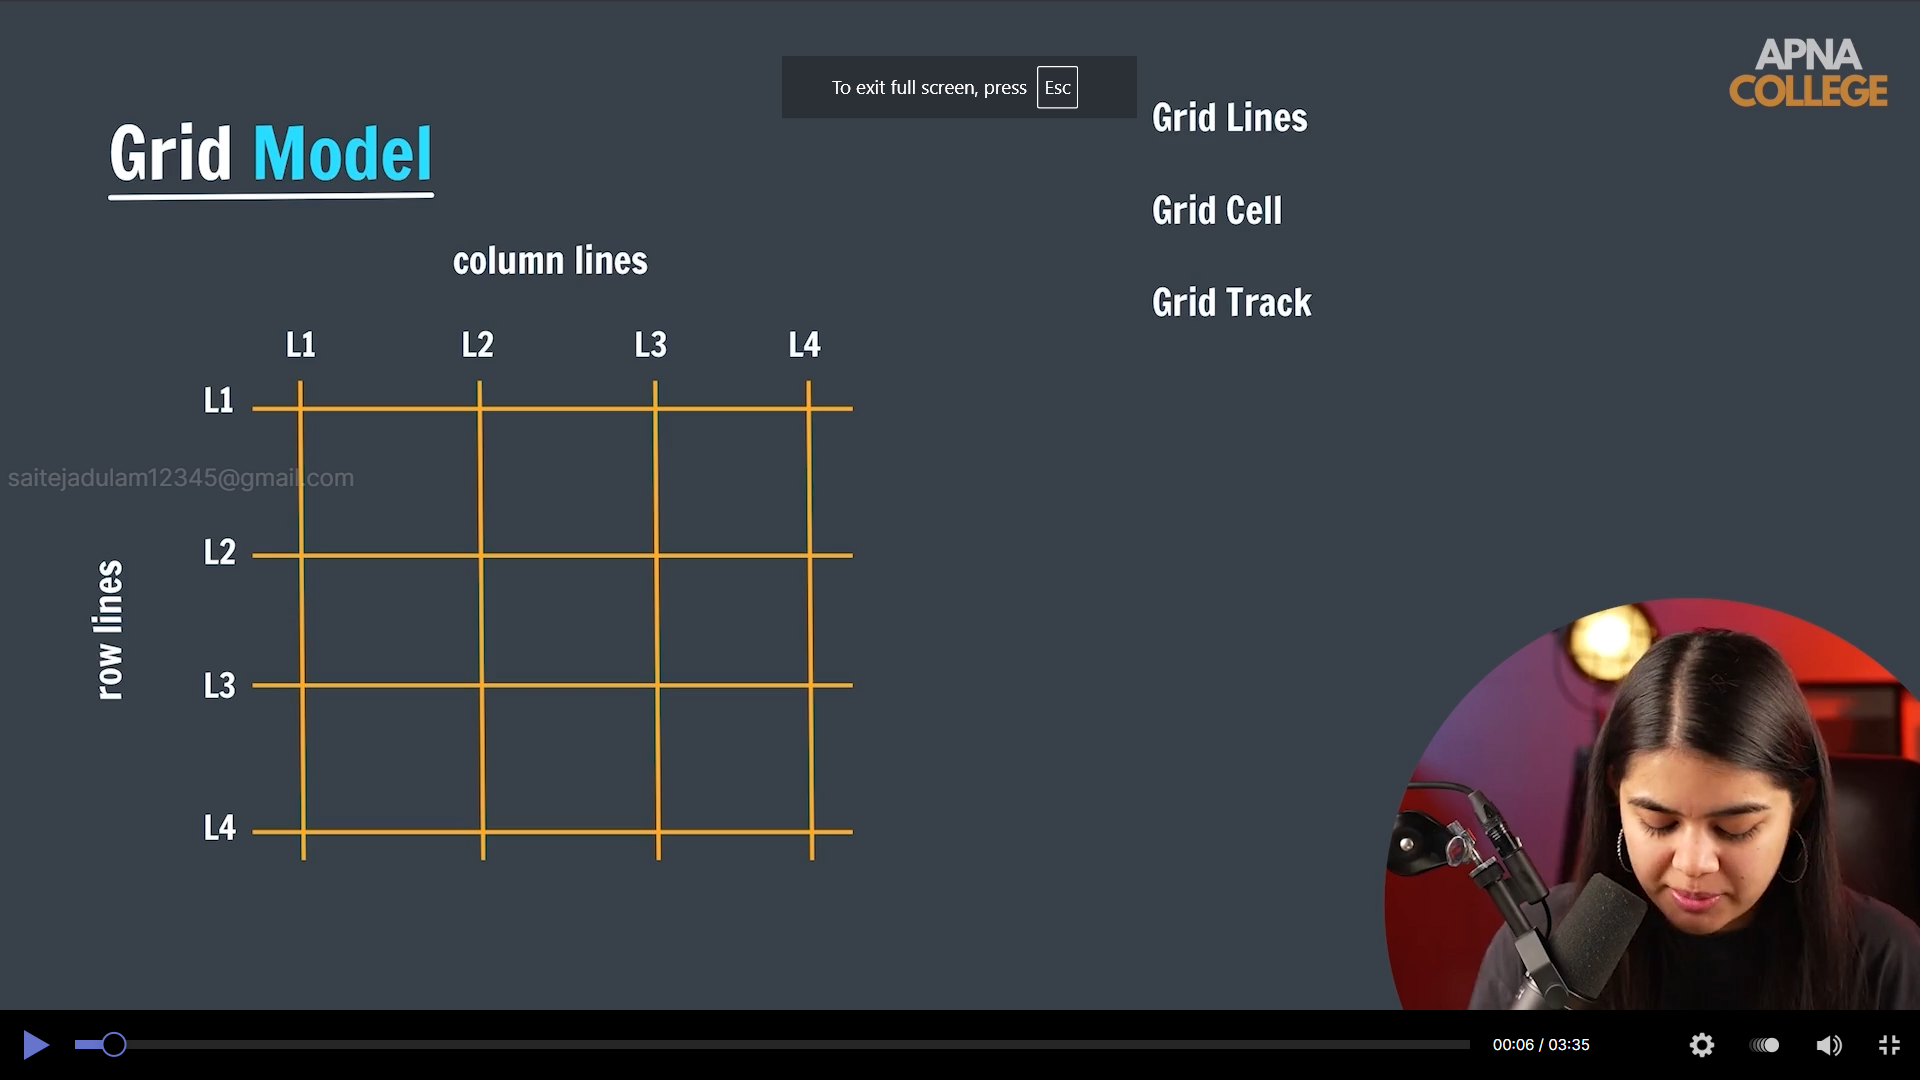 APNA
COLLEGE
To exit full screen, press Esc
Grid Lines
Grid Model
Grid Cell
column lines
Grid Track
L1 L2 L3 L4
L1
saitejadulam12345@gmail.com
L2
row lines
L3
L4
00:06 / 03:35